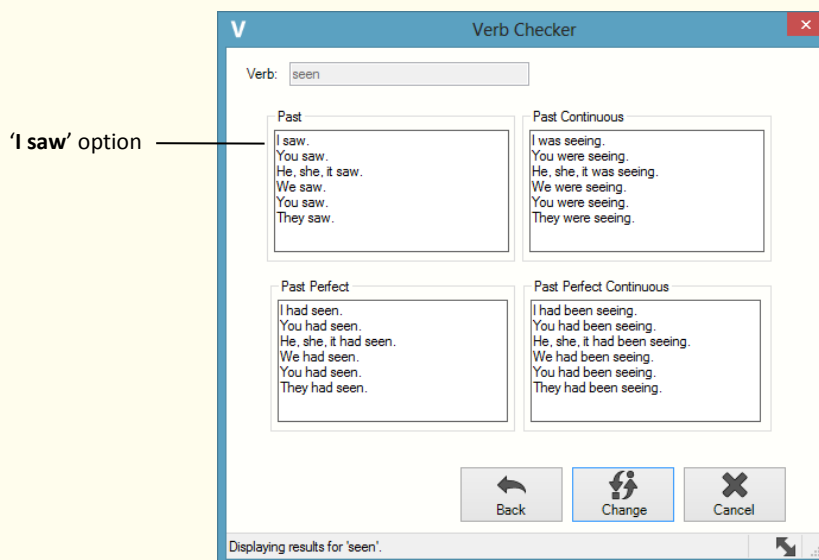 V Verb Checker
Verb: seen
'I saw' option
Past
I saw.
You saw.
He, she, it saw.
We saw.
You saw.
They saw.
Past Continuous
I was seeing.
You were seeing.
He, she, it was seeing.
We were seeing.
You were seeing.
They were seeing.
Past Perfect
I had seen.
You had seen.
He, she, it had seen.
We had seen.
You had seen.
They had seen.
Past Perfect Continuous
I had been seeing.
You had been seeing.
He, she, it had been seeing.
We had been seeing.
You had been seeing.
They had been seeing.
Back
Change
Cancel
Displaying results for 'seen'.